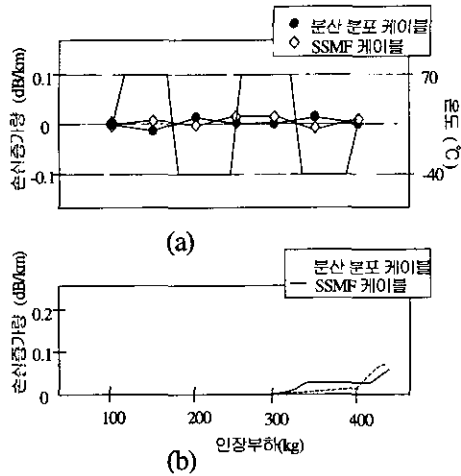 분산 분포 케이블
SSMF 케이블
손실증가량 (dB/km)
0.1
0
-0.1
70
-40
온도 (℃)
(a)
분산 분포 케이블
SSMF 케이블
손실증가량 (dB/km)
0.2
0.1
0
100
200
300
400
인장부하(kg)
(b)